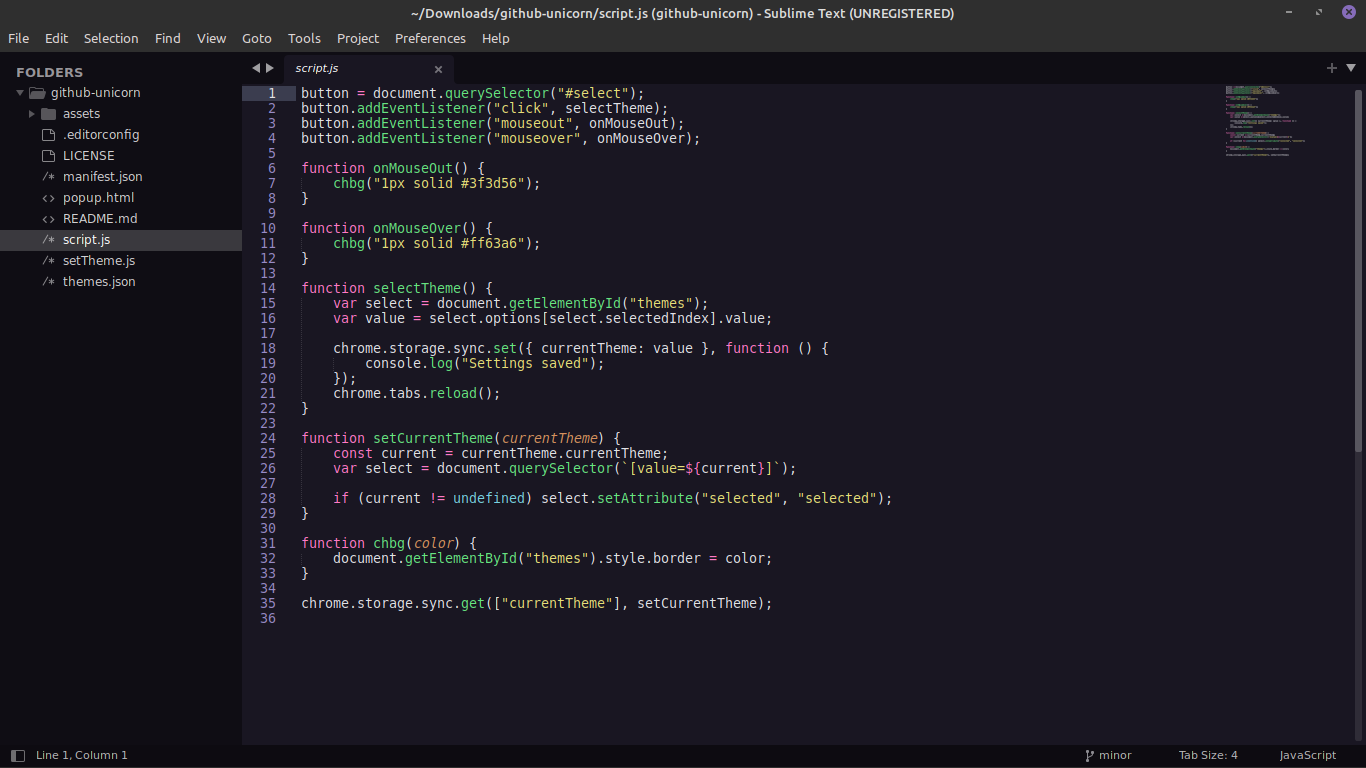 ~/Downloads/github-unicorn/script.js (github-unicorn) - Sublime Text (UNREGISTERED)
File Edit Selection Find View Goto Tools Project Preferences Help
FOLDERS
github-unicorn
assets
.editorconfig
LICENSE
manifest.json
popup.html
README.md
script.js
setTheme.js
themes.json
script.js
1 button = document.querySelector("#select");
2 button.addEventListener("click", selectTheme);
3 button.addEventListener("mouseout", onMouseOut);
4 button.addEventListener("mouseover", onMouseOver);
5
6 function onMouseOut() {
7     chbg("1px solid #3f3d56");
8 }
9
10 function onMouseOver() {
11     chbg("1px solid #ff63a6");
12 }
13
14 function selectTheme() {
15     var select = document.getElementById("themes");
16     var value = select.options[select.selectedIndex].value;
17
18     chrome.storage.sync.set({ currentTheme: value }, function () {
19         console.log("Settings saved");
20     });
21     chrome.tabs.reload();
22 }
23
24 function setCurrentTheme(currentTheme) {
25     const current = currentTheme.currentTheme;
26     var select = document.querySelector(`[value=${current}]`);
27
28     if (current != undefined) select.setAttribute("selected", "selected");
29 }
30
31 function chbg(color) {
32     document.getElementById("themes").style.border = color;
33 }
34
35 chrome.storage.sync.get(["currentTheme"], setCurrentTheme);
36
Line 1, Column 1
minor
Tab Size: 4
JavaScript